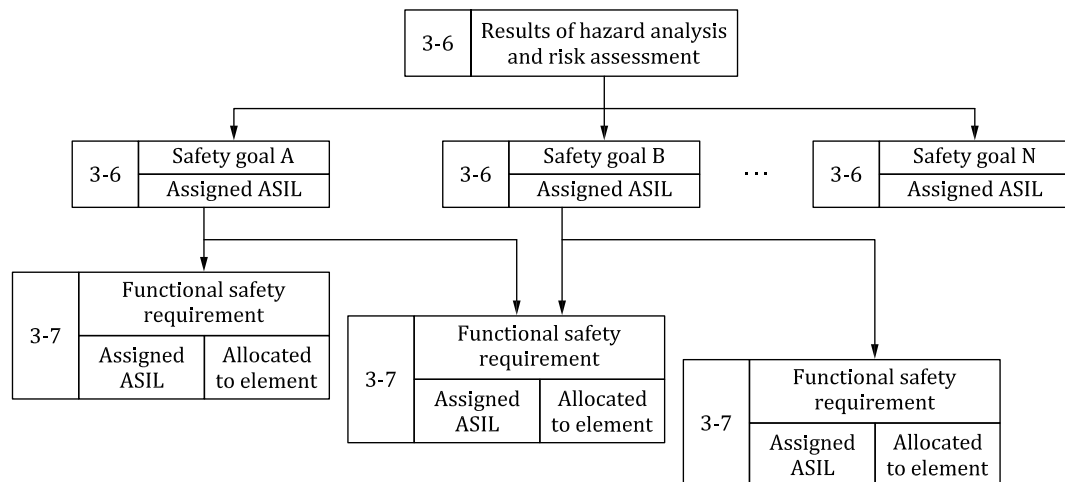 3-6
Results of hazard analysis
and risk assessment
3-6
Safety goal A
Assigned ASIL
3-6
Safety goal B
Assigned ASIL
...
3-6
Safety goal N
Assigned ASIL
3-7
Functional safety
requirement
Assigned
ASIL
Allocated
to element
3-7
Functional safety
requirement
Assigned
ASIL
Allocated
to element
3-7
Functional safety
requirement
Assigned
ASIL
Allocated
to element